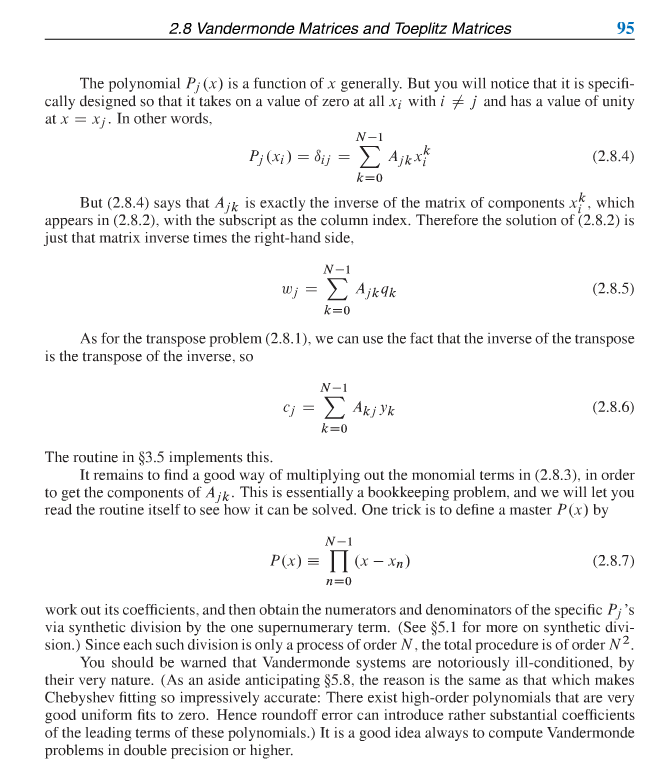 2.8 Vandermonde Matrices and Toeplitz Matrices 95
The polynomial P_j(x) is a function of x generally. But you will notice that it is specifi-
cally designed so that it takes on a value of zero at all x_i with i ≠ j and has a value of unity
at x = x_j. In other words,
P_j(x_i) = δ_{ij} = \sum_{k=0}^{N-1} A_{jk} x_i^k (2.8.4)
But (2.8.4) says that A_{jk} is exactly the inverse of the matrix of components x_i^k, which
appears in (2.8.2), with the subscript as the column index. Therefore the solution of (2.8.2) is
just that matrix inverse times the right-hand side,
w_j = \sum_{k=0}^{N-1} A_{jk} q_k (2.8.5)
As for the transpose problem (2.8.1), we can use the fact that the inverse of the transpose
is the transpose of the inverse, so
c_j = \sum_{k=0}^{N-1} A_{kj} y_k (2.8.6)
The routine in §3.5 implements this.
It remains to find a good way of multiplying out the monomial terms in (2.8.3), in order
to get the components of A_{jk}. This is essentially a bookkeeping problem, and we will let you
read the routine itself to see how it can be solved. One trick is to define a master P(x) by
P(x) ≡ \prod_{n=0}^{N-1} (x − x_n) (2.8.7)
work out its coefficients, and then obtain the numerators and denominators of the specific P_j's
via synthetic division by the one supernumerary term. (See §5.1 for more on synthetic divi-
sion.) Since each such division is only a process of order N, the total procedure is of order N^2.
You should be warned that Vandermonde systems are notoriously ill-conditioned, by
their very nature. (As an aside anticipating §5.8, the reason is the same as that which makes
Chebyshev fitting so impressively accurate: There exist high-order polynomials that are very
good uniform fits to zero. Hence roundoff error can introduce rather substantial coefficients
of the leading terms of these polynomials.) It is a good idea always to compute Vandermonde
problems in double precision or higher.